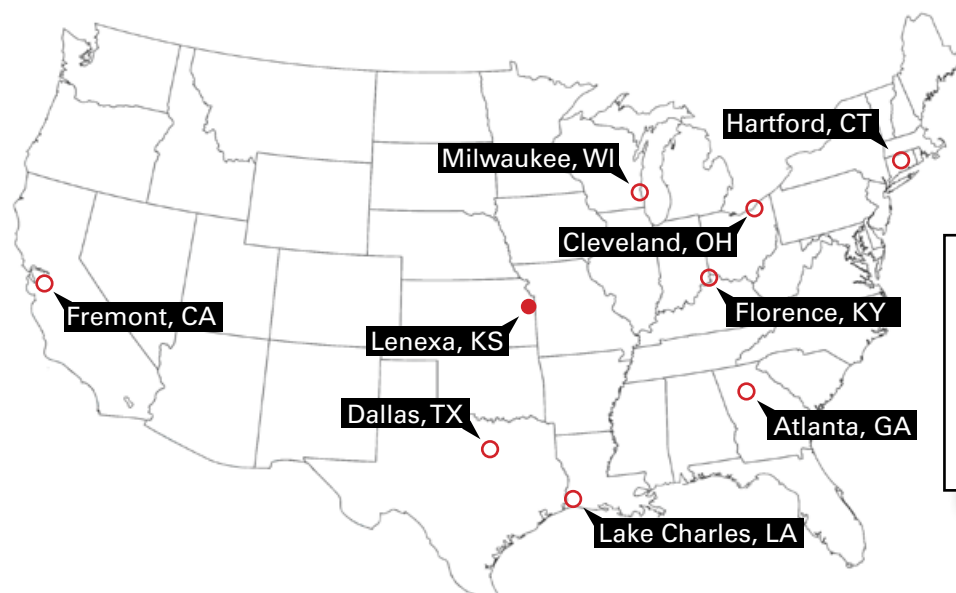 Hartford, CT
Milwaukee, WI
Cleveland, OH
Fremont, CA
Florence, KY
Lenexa, KS
Dallas, TX
Atlanta, GA
Lake Charles, LA